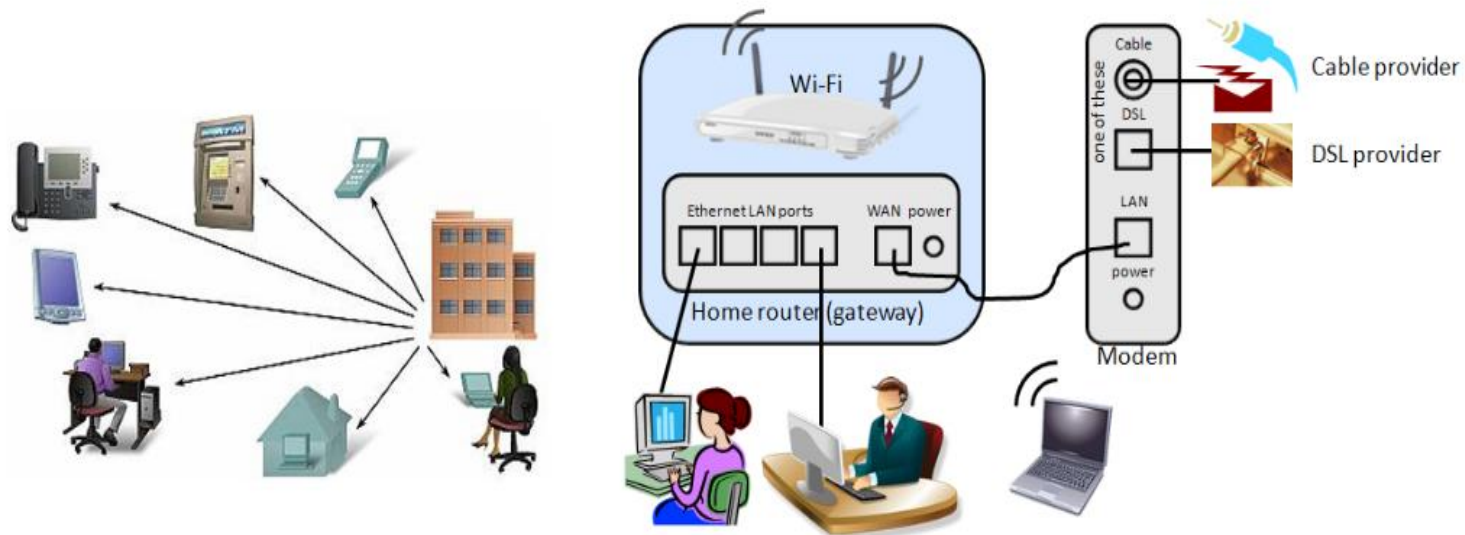 Wi-Fi
Ethernet LAN ports
WAN power
Home router (gateway)
Cable
one of these
DSL
LAN
power
Modem
Cable provider
DSL provider